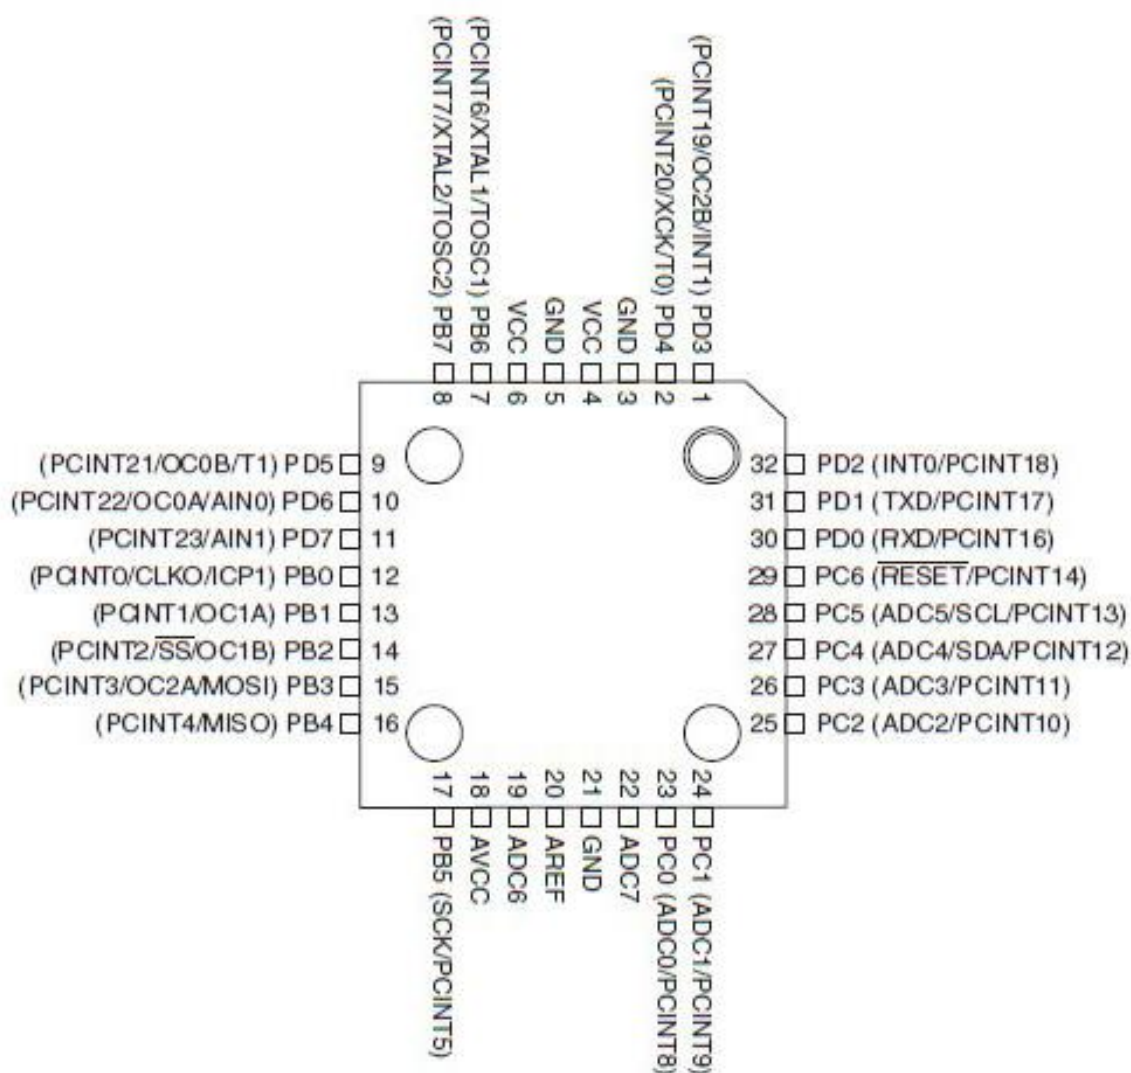 (PCINT7/XTAL2/TOSC2) PB7
(PCINT6/XTAL1/TOSC1) PB6
VCC
GND
VCC
GND
(PCINT20/XCK/T0) PD4
(PCINT19/OC2B/INT1) PD3
8
7
6
5
4
3
2
1
(PCINT21/OC0B/T1) PD5 9
(PCINT22/OC0A/AIN0) PD6 10
(PCINT23/AIN1) PD7 11
(PCINT0/CLKO/ICP1) PB0 12
(PCINT1/OC1A) PB1 13
(PCINT2/SS/OC1B) PB2 14
(PCINT3/OC2A/MOSI) PB3 15
(PCINT4/MISO) PB4 16
32 PD2 (INT0/PCINT18)
31 PD1 (TXD/PCINT17)
30 PD0 (RXD/PCINT16)
29 PC6 (RESET/PCINT14)
28 PC5 (ADC5/SCL/PCINT13)
27 PC4 (ADC4/SDA/PCINT12)
26 PC3 (ADC3/PCINT11)
25 PC2 (ADC2/PCINT10)
17
18
19
20
21
22
23
24
PB5 (SCK/PCINT5)
AVCC
ADC6
AREF
GND
ADC7
PC0 (ADC0/PCINT8)
PC1 (ADC1/PCINT9)